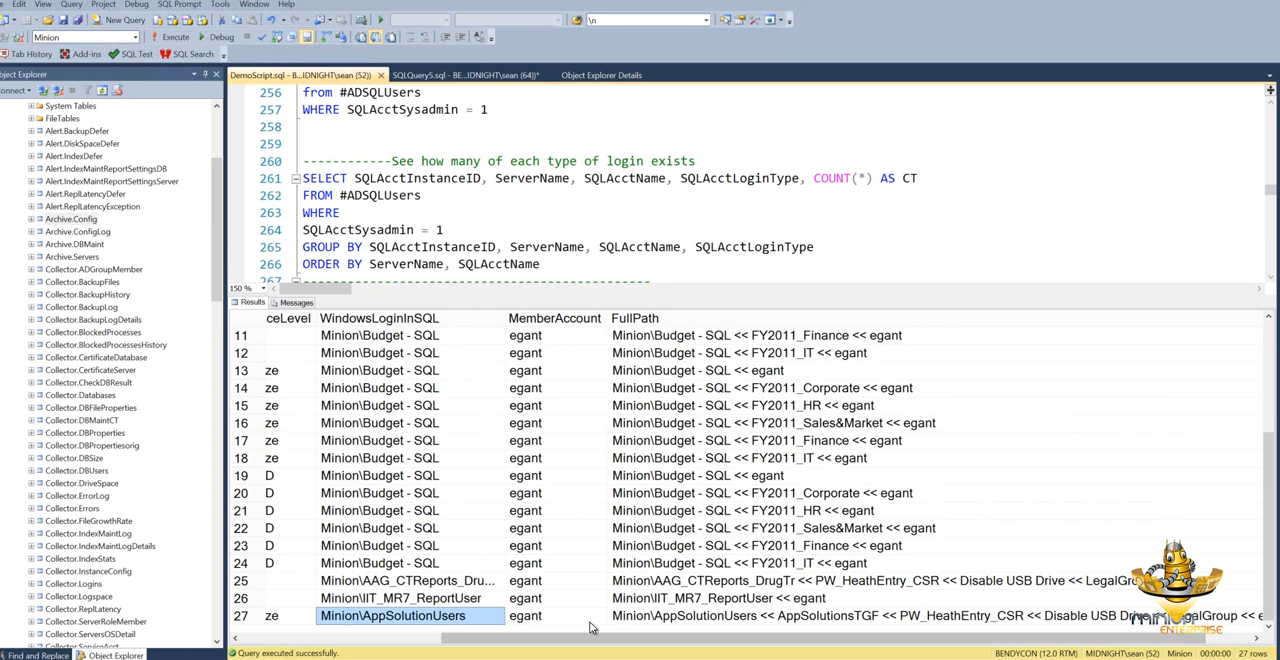 Edit View Query Project Debug SQL Prompt Tools Window Help
New Query \n
Minion Execute Debug
Tab History Add-ins SQL Test SQL Search
bject Explorer
DemoScript.sql - B...IDNIGHT\sean (52)) SQLQuery5.sql - BE...IDNIGHT\sean (64))* Object Explorer Details
onnect
System Tables
FileTables
Alert.BackupDefer
Alert.DiskSpaceDefer
Alert.IndexDefer
Alert.IndexMaintReportSettingsDB
Alert.IndexMaintReportSettingsServer
Alert.ReplLatencyDefer
Alert.ReplLatencyException
Archive.Config
Archive.ConfigLog
Archive.DBMaint
Archive.Servers
Collector.ADGroupMember
Collector.BackupFiles
Collector.BackupHistory
Collector.BackupLog
Collector.BackupLogDetails
Collector.BlockedProcesses
Collector.BlockedProcessesHistory
Collector.CertificateDatabase
Collector.CertificateServer
Collector.CheckDBResult
Collector.Databases
Collector.DBFileProperties
Collector.DBMaintCT
Collector.DBProperties
Collector.DBPropertiesorig
Collector.DBSize
Collector.DBUsers
Collector.DriveSpace
Collector.ErrorLog
Collector.Errors
Collector.FileGrowthRate
Collector.IndexMaintLog
Collector.IndexMaintLogDetails
Collector.IndexStats
Collector.InstanceConfig
Collector.Logins
Collector.Logspace
Collector.ReplLatency
Collector.ServerRoleMember
Collector.ServersOSDetail
Collector.ServiceAcct
Find and Replace Object Explorer
256 from #ADSQLUsers
257 WHERE SQLAcctSysadmin = 1
258
259
260 ------------See how many of each type of login exists
261 SELECT SQLAcctInstanceID, ServerName, SQLAcctName, SQLAcctLoginType, COUNT(*) AS CT
262 FROM #ADSQLUsers
263 WHERE
264 SQLAcctSysadmin = 1
265 GROUP BY SQLAcctInstanceID, ServerName, SQLAcctName, SQLAcctLoginType
266 ORDER BY ServerName, SQLAcctName
267 -----------------------------------------------
150 %
Results Messages
ceLevel WindowsLoginInSQL MemberAccount FullPath
11 Minion\Budget - SQL egant Minion\Budget - SQL << FY2011_Finance << egant
12 Minion\Budget - SQL egant Minion\Budget - SQL << FY2011_IT << egant
13 ze Minion\Budget - SQL egant Minion\Budget - SQL << egant
14 ze Minion\Budget - SQL egant Minion\Budget - SQL << FY2011_Corporate << egant
15 ze Minion\Budget - SQL egant Minion\Budget - SQL << FY2011_HR << egant
16 ze Minion\Budget - SQL egant Minion\Budget - SQL << FY2011_Sales&Market << egant
17 ze Minion\Budget - SQL egant Minion\Budget - SQL << FY2011_Finance << egant
18 ze Minion\Budget - SQL egant Minion\Budget - SQL << FY2011_IT << egant
19 D Minion\Budget - SQL egant Minion\Budget - SQL << egant
20 D Minion\Budget - SQL egant Minion\Budget - SQL << FY2011_Corporate << egant
21 D Minion\Budget - SQL egant Minion\Budget - SQL << FY2011_HR << egant
22 D Minion\Budget - SQL egant Minion\Budget - SQL << FY2011_Sales&Market << egant
23 D Minion\Budget - SQL egant Minion\Budget - SQL << FY2011_Finance << egant
24 D Minion\Budget - SQL egant Minion\Budget - SQL << FY2011_IT << egant
25 Minion\AAG_CTReports_Dru... egant Minion\AAG_CTReports_DrugTr << PW_HeathEntry_CSR << Disable USB Drive << LegalGro
26 Minion\IIT_MR7_ReportUser egant Minion\IIT_MR7_ReportUser << egant
27 ze Minion\AppSolutionUsers egant Minion\AppSolutionUsers << AppSolutionsTGF << PW_HeathEntry_CSR << Disable USB Driv LegalGroup << e
minion
ENTERPRISE
Query executed successfully. BENDYCON (12.0 RTM) MIDNIGHT\sean (52) Minion 00:00:00 27 rows